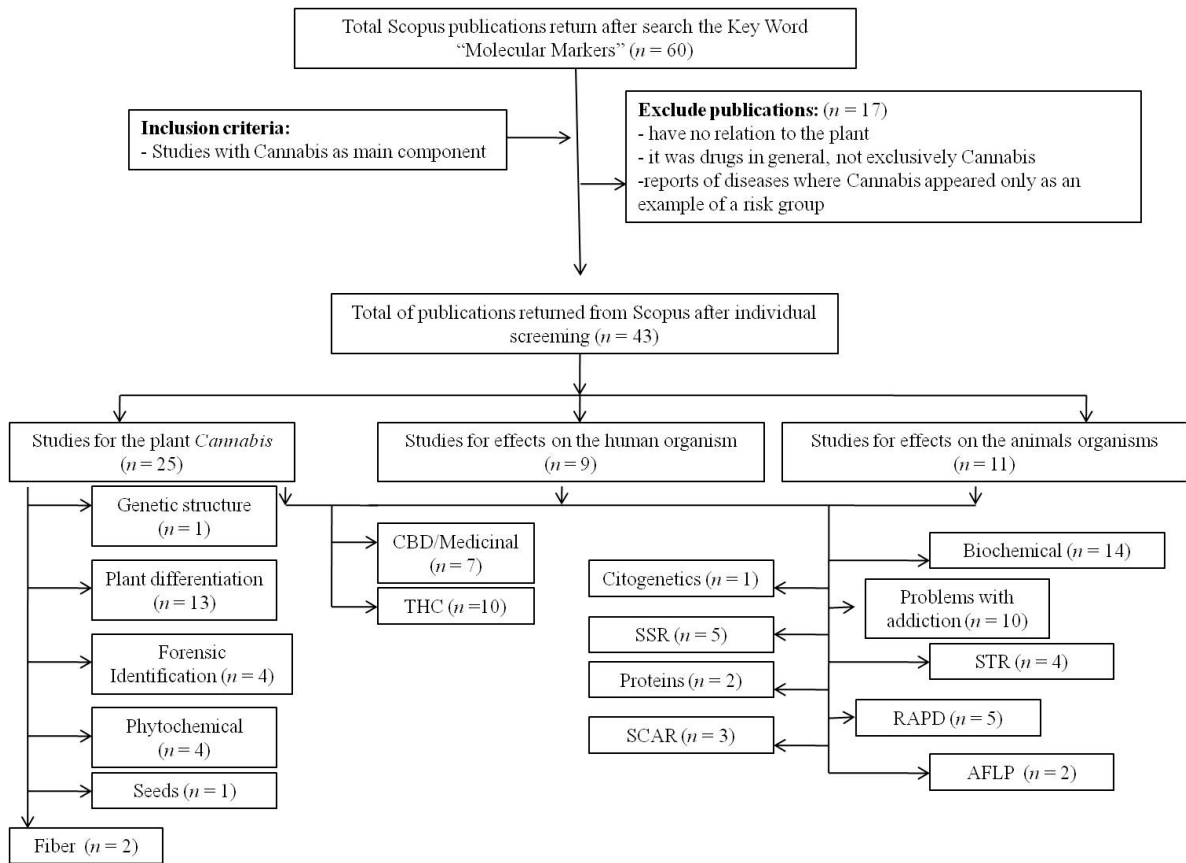 Total Scopus publications return after search the Key Word
“Molecular Markers” (n = 60)
Inclusion criteria:
- Studies with Cannabis as main component
Exclude publications: (n = 17)
- have no relation to the plant
- it was drugs in general, not exclusively Cannabis
-reports of diseases where Cannabis appeared only as an
example of a risk group
Total of publications returned from Scopus after individual
screening (n = 43)
Studies for the plant Cannabis
(n = 25)
Studies for effects on the human organism
(n = 9)
Studies for effects on the animals organisms
(n = 11)
Genetic structure
(n = 1)
Plant differentiation
(n = 13)
Forensic
Identification (n = 4)
Phytochemical
(n = 4)
Seeds (n = 1)
Fiber (n = 2)
CBD/Medicinal
(n = 7)
THC (n =10)
Citogenetics (n = 1)
SSR (n = 5)
Proteins (n = 2)
SCAR (n = 3)
Biochemical (n = 14)
Problems with
addiction (n = 10)
STR (n = 4)
RAPD (n = 5)
AFLP (n = 2)